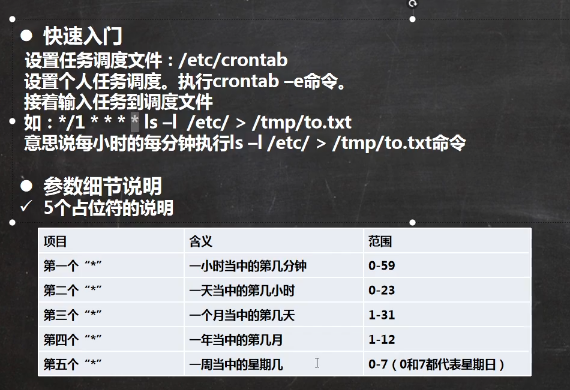 ● 快速入门
设置任务调度文件：/etc/crontab
设置个人任务调度。执行crontab –e命令。
接着输入任务到调度文件
如：*/1 * * * * ls –l  /etc/ > /tmp/to.txt
意思说每小时的每分钟执行ls –l /etc/ > /tmp/to.txt命令
● 参数细节说明
✓ 5个占位符的说明
项目 含义 范围
第一个“*” 一小时当中的第几分钟 0-59
第二个“*” 一天当中的第几小时 0-23
第三个“*” 一个月当中的第几天 1-31
第四个“*” 一年当中的第几月 1-12
第五个“*” 一周当中的星期几 0-7（0和7都代表星期日）